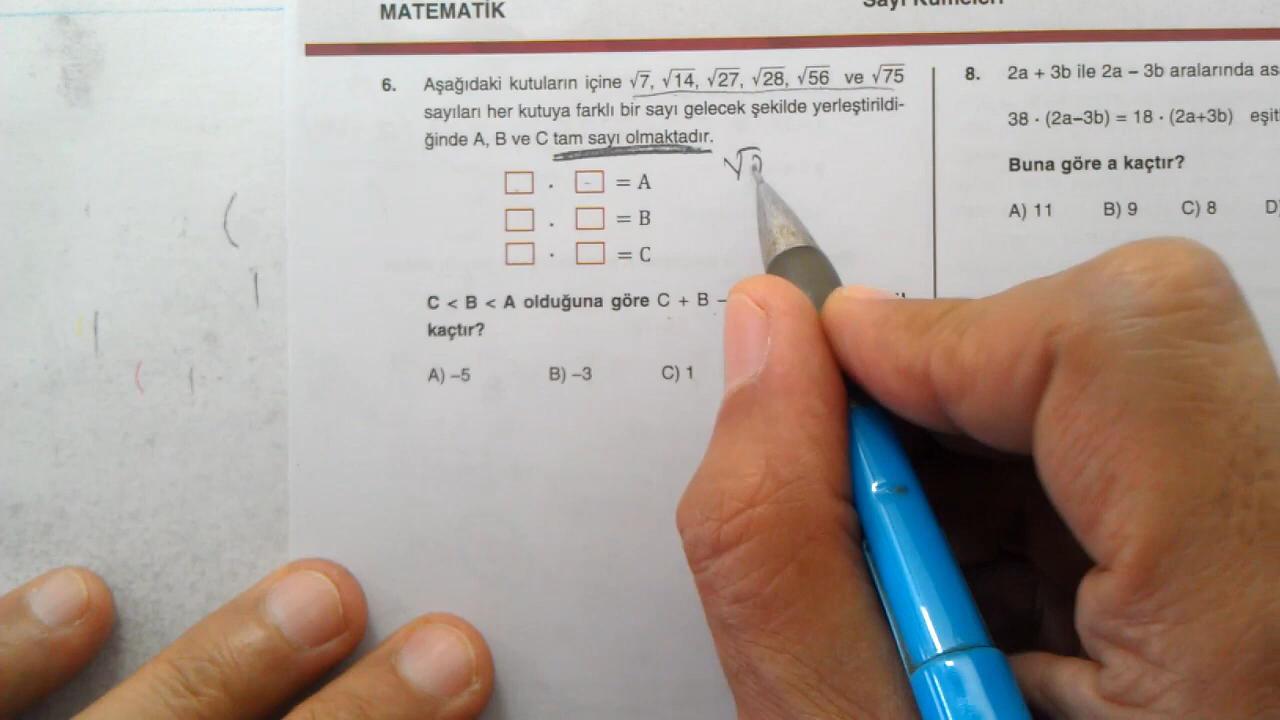 MATEMATİK
Sayı Kümeleri
6. Aşağıdaki kutuların içine √7, √14, √27, √28, √56 ve √75
sayıları her kutuya farklı bir sayı gelecek şekilde yerleştirildi-
ğinde A, B ve C tam sayı olmaktadır.
□ · □ = A
□ · □ = B
□ · □ = C
C < B < A olduğuna göre C + B –
kaçtır?
A) –5 B) –3 C) 1
8. 2a + 3b ile 2a – 3b aralarında as
38 · (2a–3b) = 18 · (2a+3b) eşit
Buna göre a kaçtır?
A) 11 B) 9 C) 8 D)